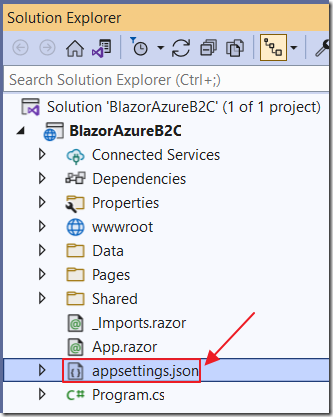 Solution Explorer
Search Solution Explorer (Ctrl+;)
Solution 'BlazorAzureB2C' (1 of 1 project)
BlazorAzureB2C
Connected Services
Dependencies
Properties
wwwroot
Data
Pages
Shared
_Imports.razor
App.razor
appsettings.json
C# Program.cs